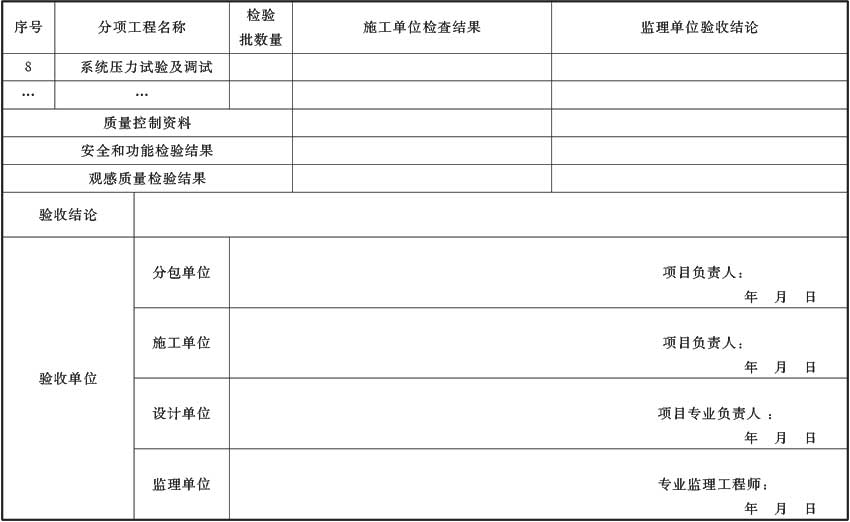 序号 分项工程名称 检验批数量 施工单位检查结果 监理单位验收结论
8 系统压力试验及调试
… …
质量控制资料
安全和功能检验结果
观感质量检验结果
验收结论
验收单位
分包单位 项目负责人：
年 月 日
施工单位 项目负责人：
年 月 日
设计单位 项目专业负责人：
年 月 日
监理单位 专业监理工程师：
年 月 日